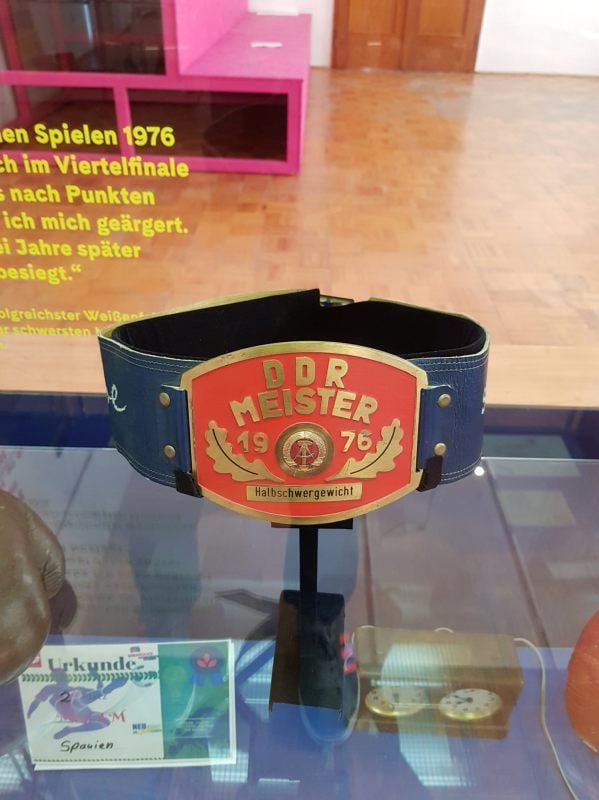 nen Spielen 1976
ch im Viertelfinale
s nach Punkten
ich mich geärgert.
ei Jahre später
besiegt.“
DDR
MEISTER
19 76
Halbschwergewicht
Urkunde
Spanien